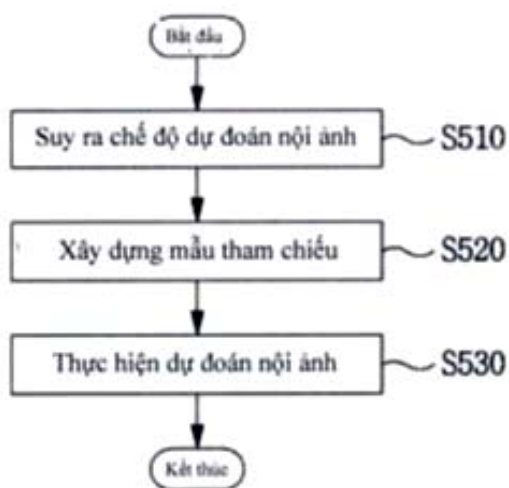 Bắt đầu
Suy ra chế độ dự đoán nội ảnh S510
Xây dựng mẫu tham chiếu S520
Thực hiện dự đoán nội ảnh S530
Kết thúc